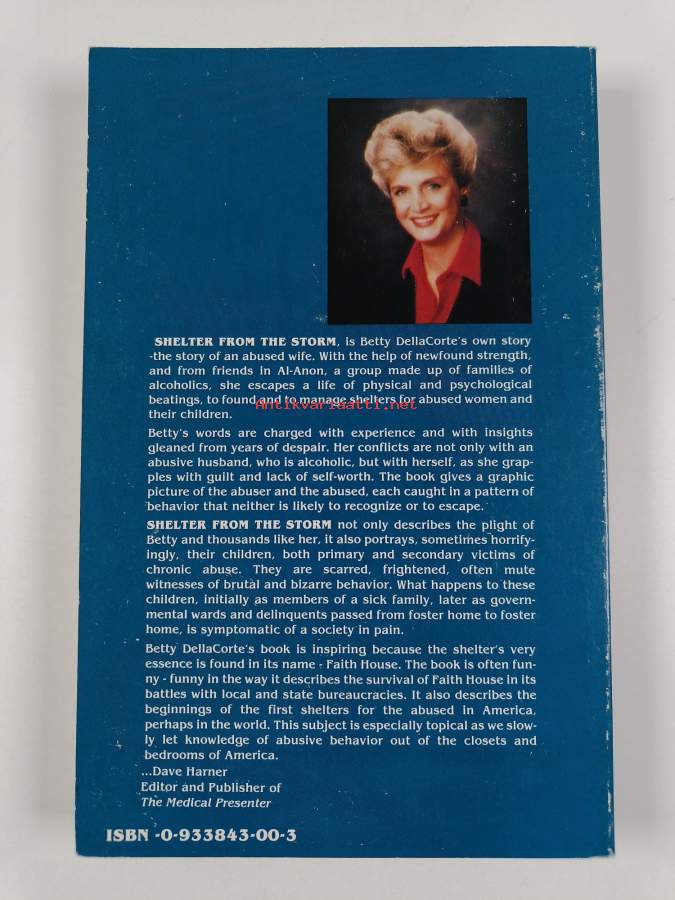 SHELTER FROM THE STORM, is Betty DellaCorte's own story
-the story of an abused wife. With the help of newfound strength,
and from friends in Al-Anon, a group made up of families of
alcoholics, she escapes a life of physical and psychological
beatings, to found and to manage shelters for abused women and
Antikvariaatti.net
their children.
Betty's words are charged with experience and with insights
gleaned from years of despair. Her conflicts are not only with an
abusive husband, who is alcoholic, but with herself, as she grap-
ples with guilt and lack of self-worth. The book gives a graphic
picture of the abuser and the abused, each caught in a pattern of
behavior that neither is likely to recognize or to escape.
SHELTER FROM THE STORM not only describes the plight of
Betty and thousands like her, it also portrays, sometimes horrify-
ingly, their children, both primary and secondary victims of
chronic abuse. They are scarred, frightened, often mute
witnesses of brutal and bizarre behavior. What happens to these
children, initially as members of a sick family, later as govern-
mental wards and delinquents passed from foster home to foster
home, is symptomatic of a society in pain.
Betty DellaCorte's book is inspiring because the shelter's very
essence is found in its name - Faith House. The book is often fun-
ny - funny in the way it describes the survival of Faith House in its
battles with local and state bureaucracies. It also describes the
beginnings of the first shelters for the abused in America,
perhaps in the world. This subject is especially topical as we slow-
ly let knowledge of abusive behavior out of the closets and
bedrooms of America.
...Dave Harner
Editor and Publisher of
The Medical Presenter
ISBN -0-933843-00-3